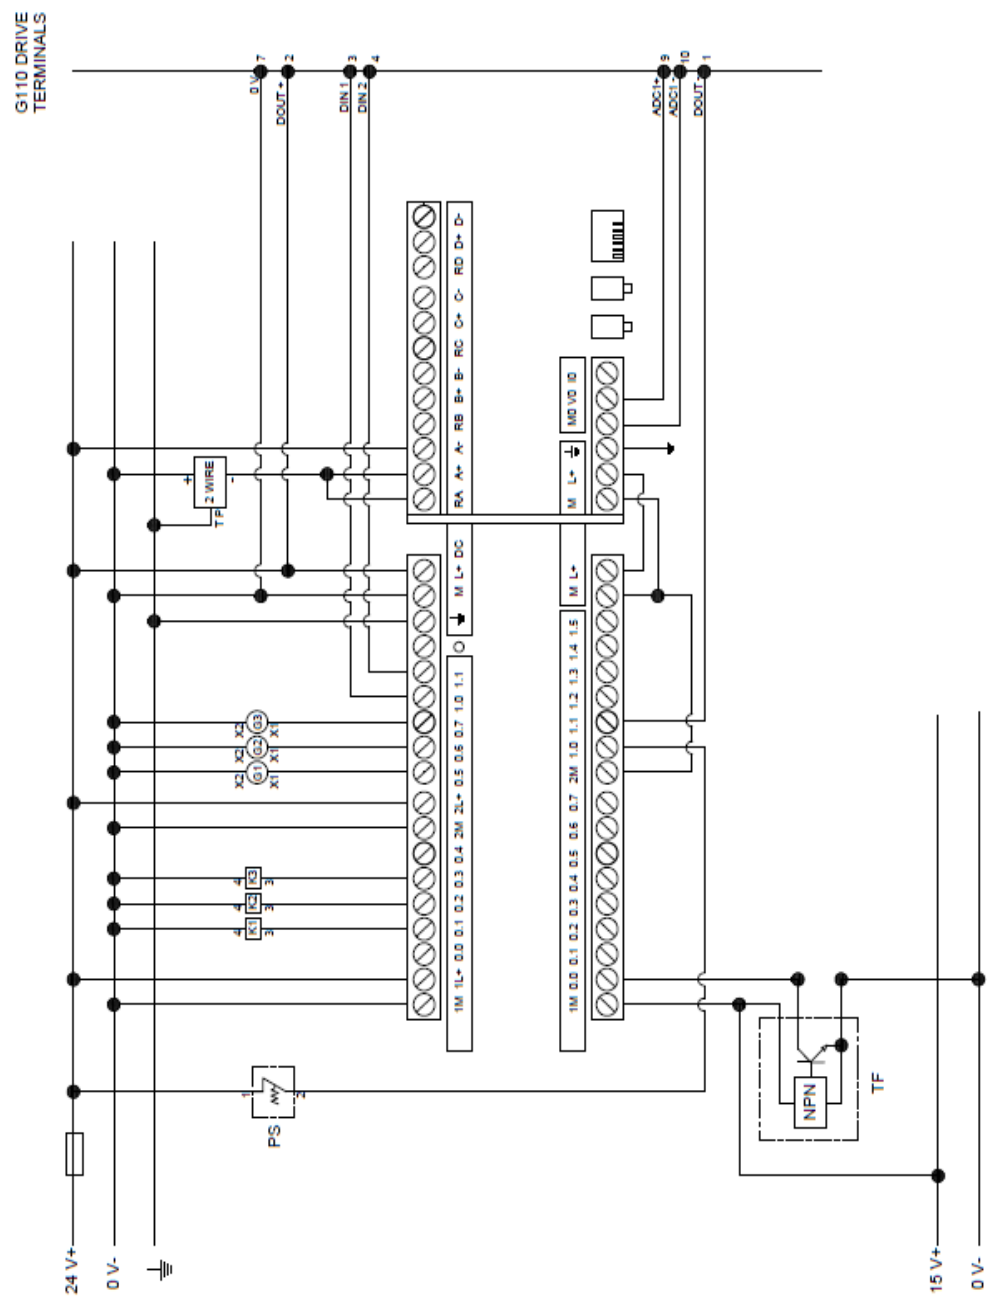 G110 DRIVE
TERMINALS
24 V+
0 V-
+
2 WIRE
-
TP
0 V 7
DOUT + 2
DIN 1 3
DIN 2 4
4 K1 3
4 K2 3
4 K3 3
X2 G1 X1
X2 G2 X1
X2 G3 X1
1
2
PS
1M 1L+ 0.0 0.1 0.2 0.3 0.4 2M 2L+ 0.5 0.6 0.7 1.0 1.1
M L+ DC
RA A+ A- RB B+ B- RC C+ C- RD D+ D-
1M 0.0 0.1 0.2 0.3 0.4 0.5 0.6 0.7 2M 1.0 1.1 1.2 1.3 1.4 1.5
M L+
M L+
M0 V0 I0
ADC1+ 9
ADC1 - 10
DOUT - 1
NPN
TF
15 V+
0 V-